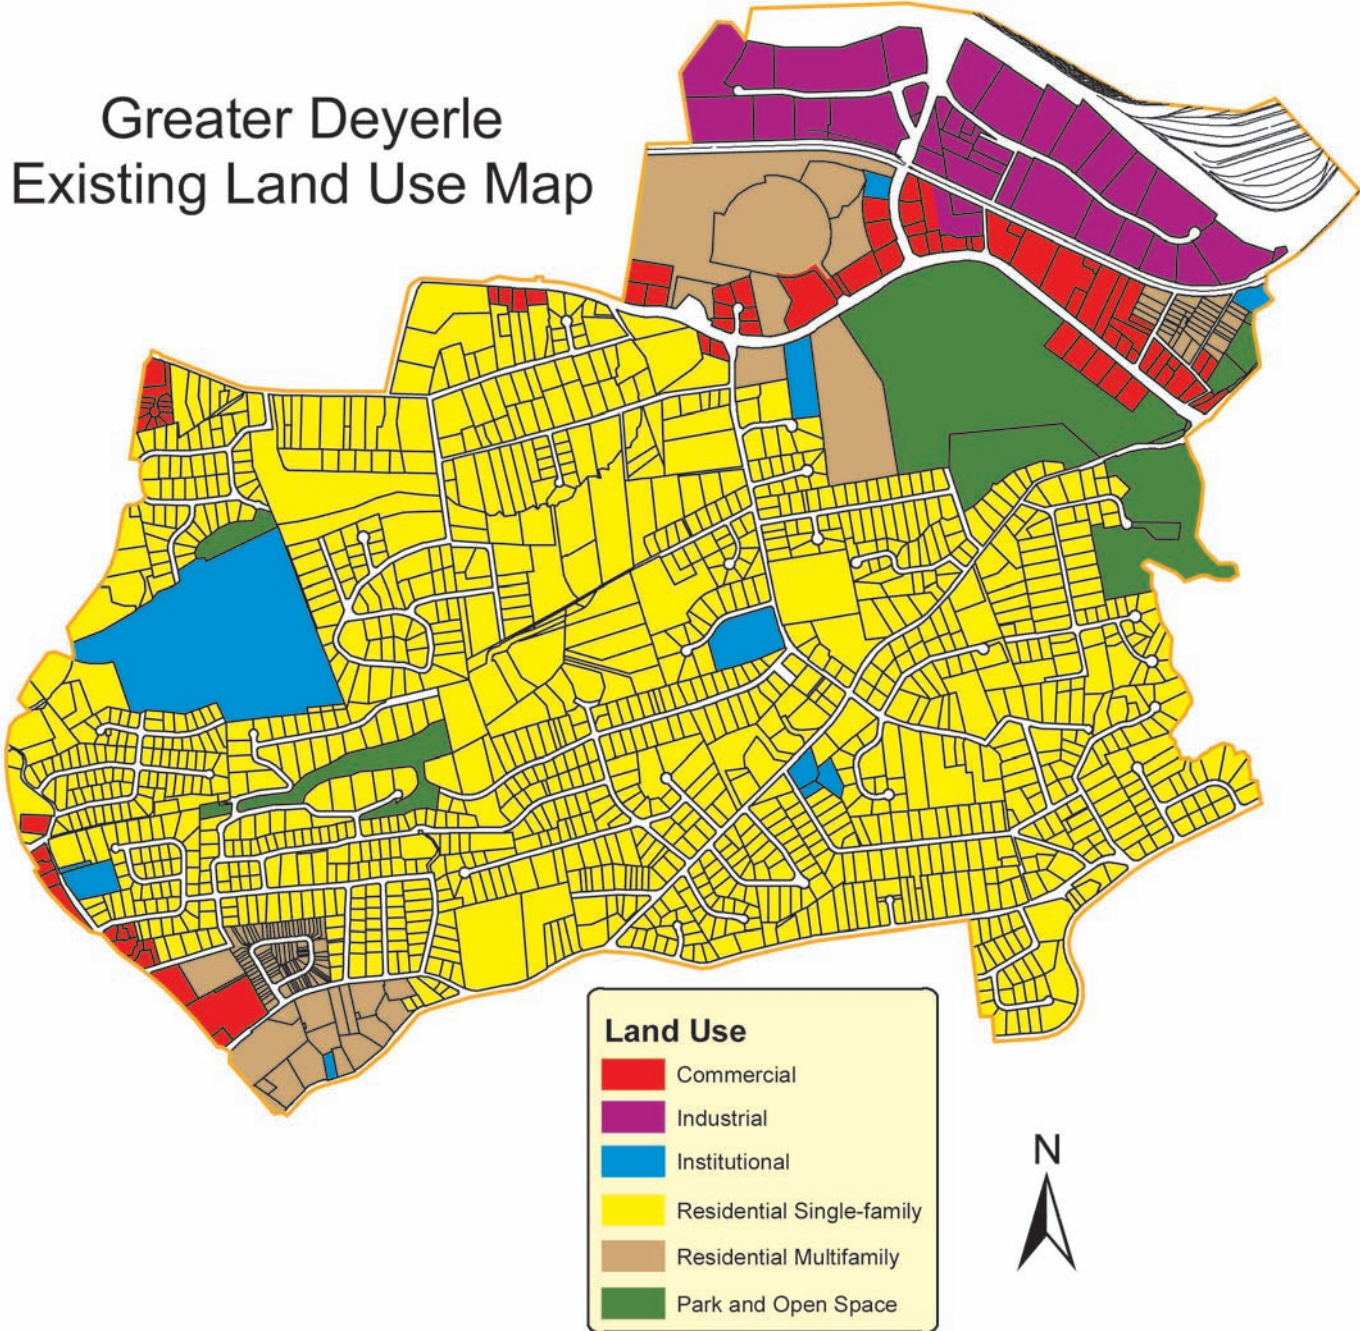 Greater Deyerle
Existing Land Use Map
Land Use
Commercial
Industrial
Institutional
Residential Single-family
Residential Multifamily
Park and Open Space
N